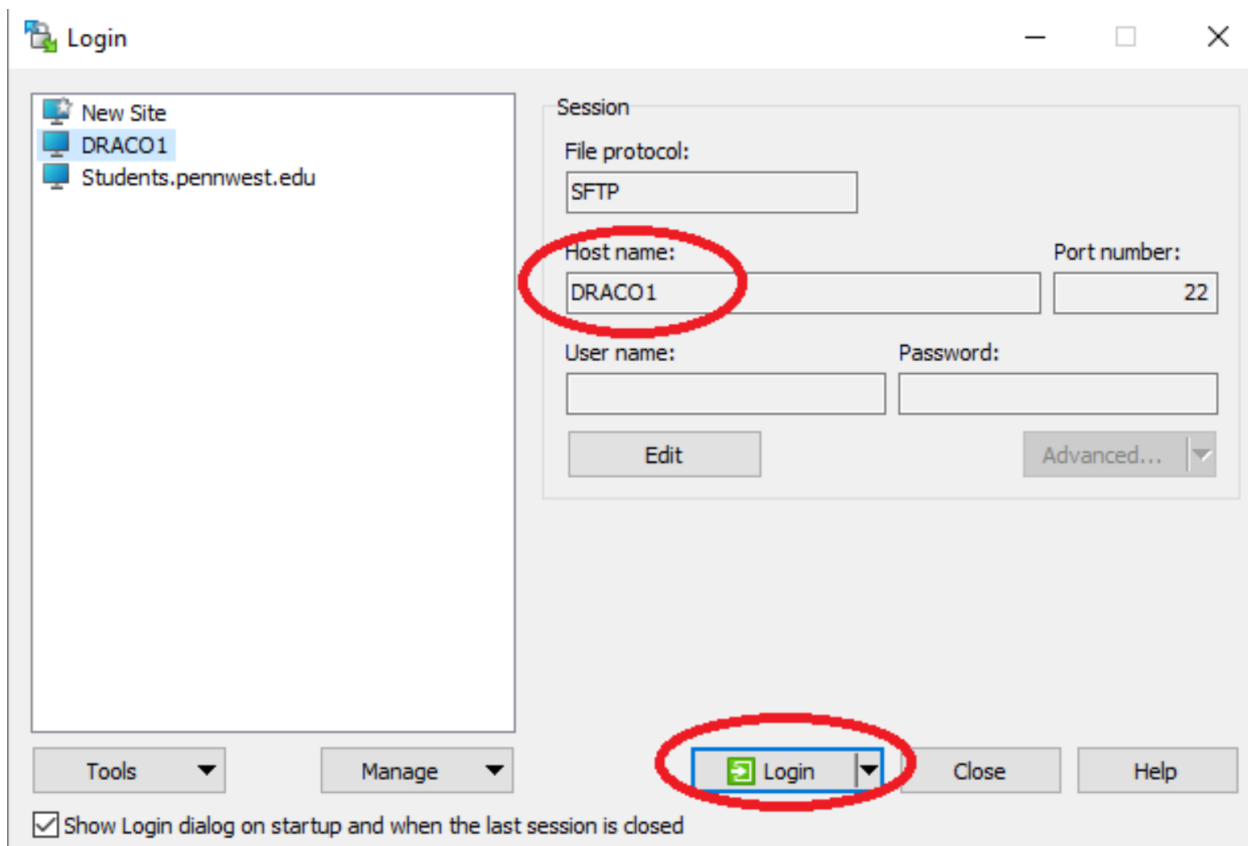 Login
New Site
DRACO1
Students.pennwest.edu
Session
File protocol:
SFTP
Host name:
Port number:
DRACO1
22
User name:
Password:
Edit
Advanced...
Tools
Manage
Login
Close
Help
Show Login dialog on startup and when the last session is closed